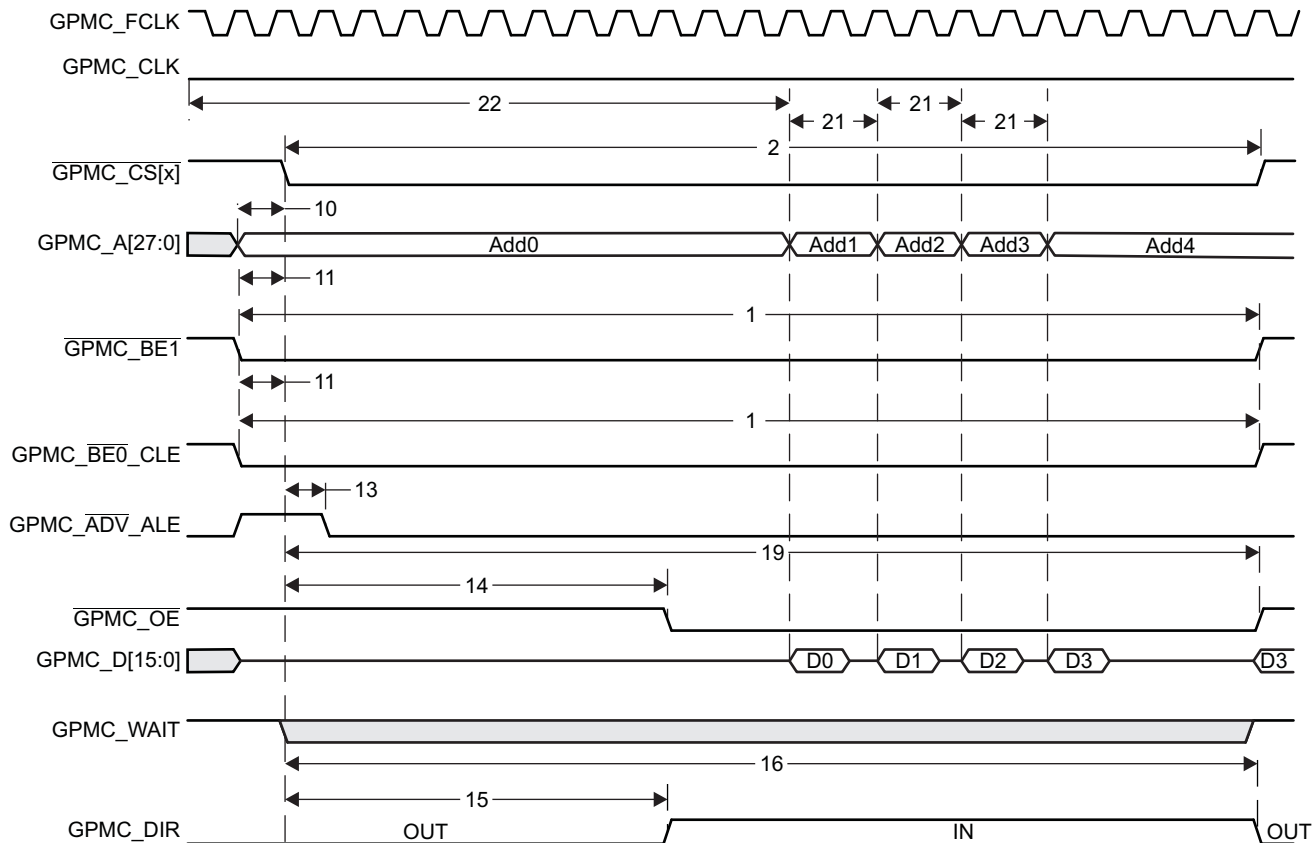 GPMC_FCLK
GPMC_CLK
22
21
21
21
2
GPMC_CS[x]
10
GPMC_A[27:0]
Add0
Add1
Add2
Add3
Add4
11
1
GPMC_BE1
11
1
GPMC_BE0_CLE
13
GPMC_ADV_ALE
19
14
GPMC_OE
GPMC_D[15:0]
D0
D1
D2
D3
D3
GPMC_WAIT
16
15
GPMC_DIR
OUT
IN
OUT